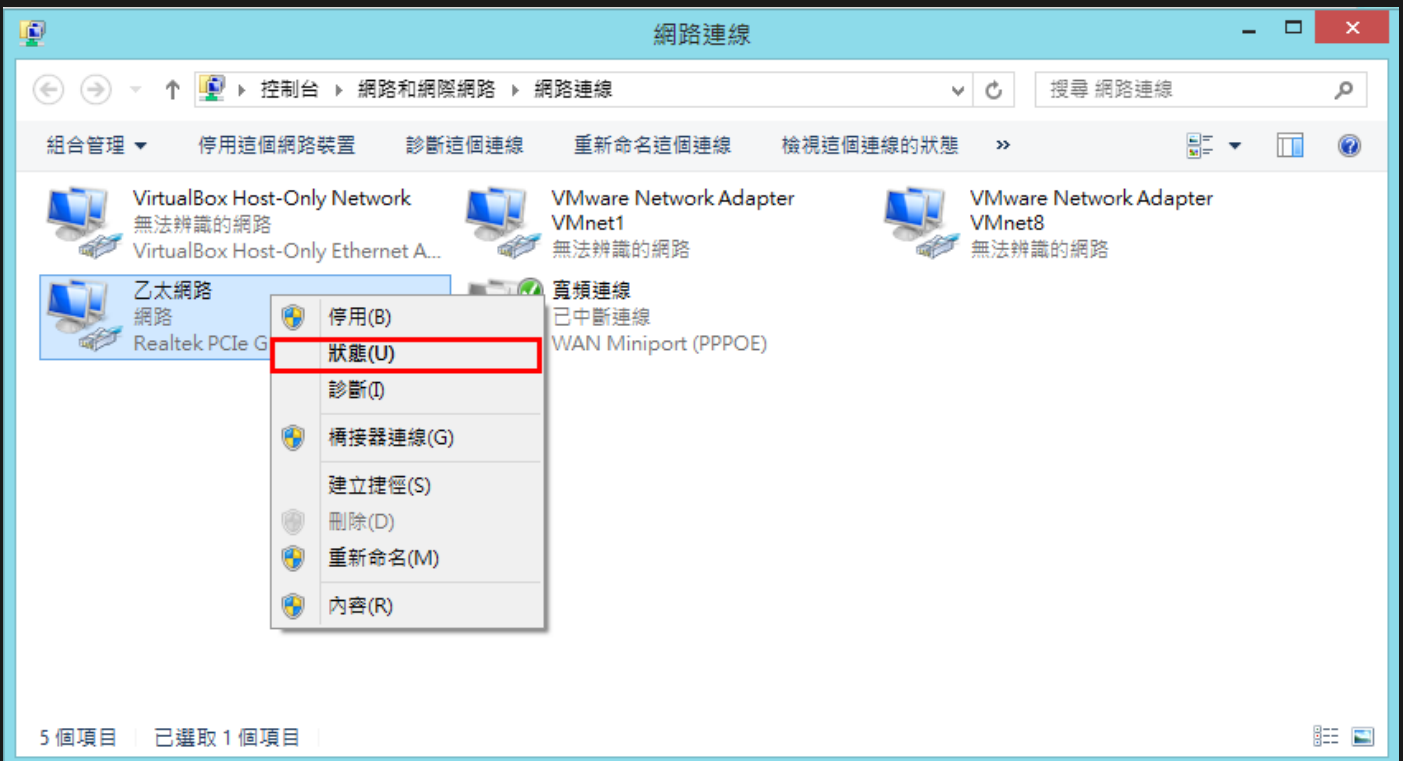 網路連線
控制台 網路和網際網路 網路連線
搜尋 網路連線
組合管理 停用這個網路裝置 診斷這個連線 重新命名這個連線 檢視這個連線的狀態 »
VirtualBox Host-Only Network
無法辨識的網路
VirtualBox Host-Only Ethernet A...
VMware Network Adapter
VMnet1
無法辨識的網路
VMware Network Adapter
VMnet8
無法辨識的網路
乙太網路
網路
Realtek PCIe G
寬頻連線
已中斷連線
WAN Miniport (PPPOE)
停用(B)
狀態(U)
診斷(I)
橋接器連線(G)
建立捷徑(S)
刪除(D)
重新命名(M)
內容(R)
5 個項目 已選取 1 個項目